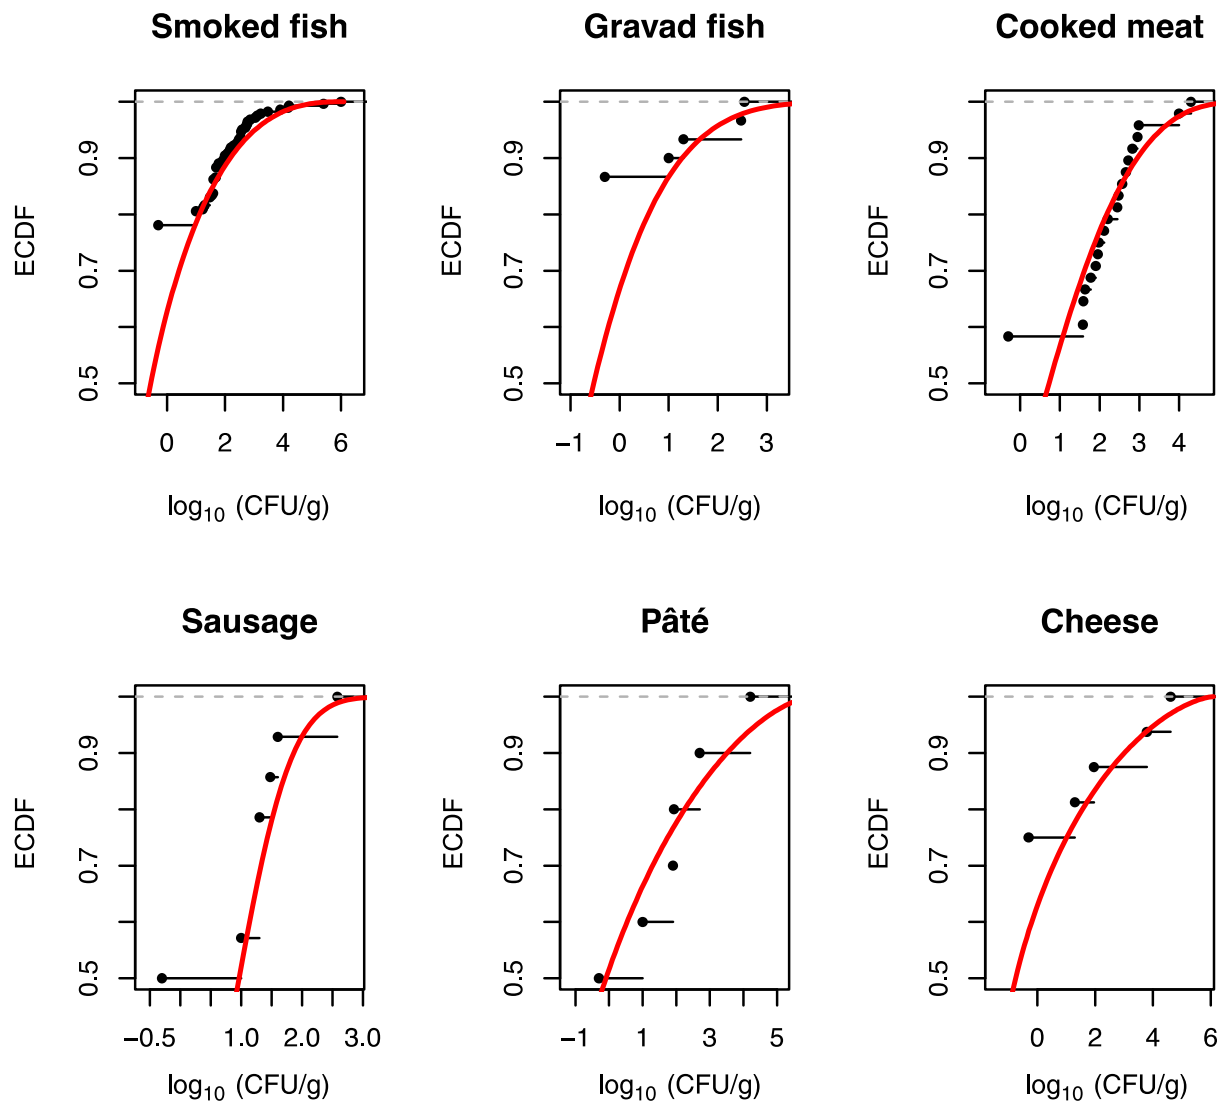 Smoked fish
ECDF
0.5 0.7 0.9
0 2 4 6
log₁₀ (CFU/g)
Gravad fish
ECDF
0.5 0.7 0.9
−1 0 1 2 3
log₁₀ (CFU/g)
Cooked meat
ECDF
0.5 0.7 0.9
0 1 2 3 4
log₁₀ (CFU/g)
Sausage
ECDF
0.5 0.7 0.9
−0.5 1.0 2.0 3.0
log₁₀ (CFU/g)
Pâté
ECDF
0.5 0.7 0.9
−1 1 3 5
log₁₀ (CFU/g)
Cheese
ECDF
0.5 0.7 0.9
0 2 4 6
log₁₀ (CFU/g)